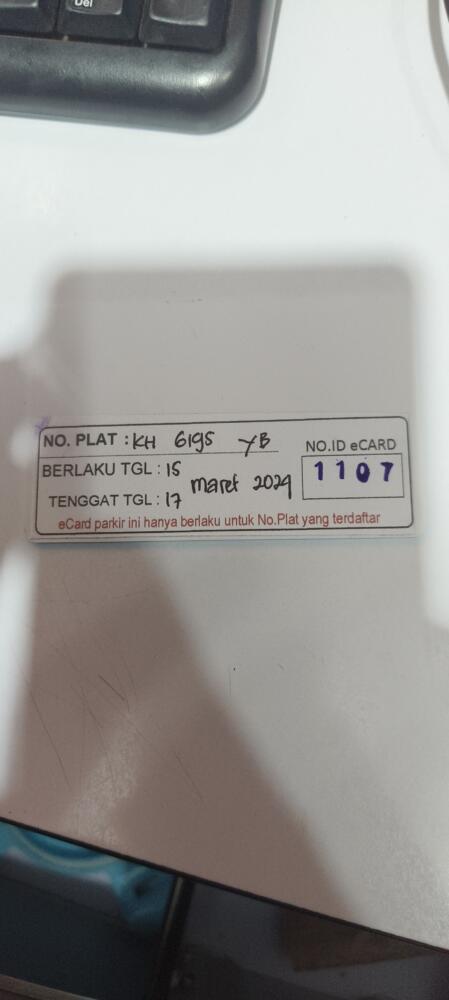 Del
NO. PLAT : KH 6195 YB
NO.ID eCARD
BERLAKU TGL : 15
1107
maret 2024
TENGGAT TGL : 17
eCard parkir ini hanya berlaku untuk No.Plat yang terdaftar